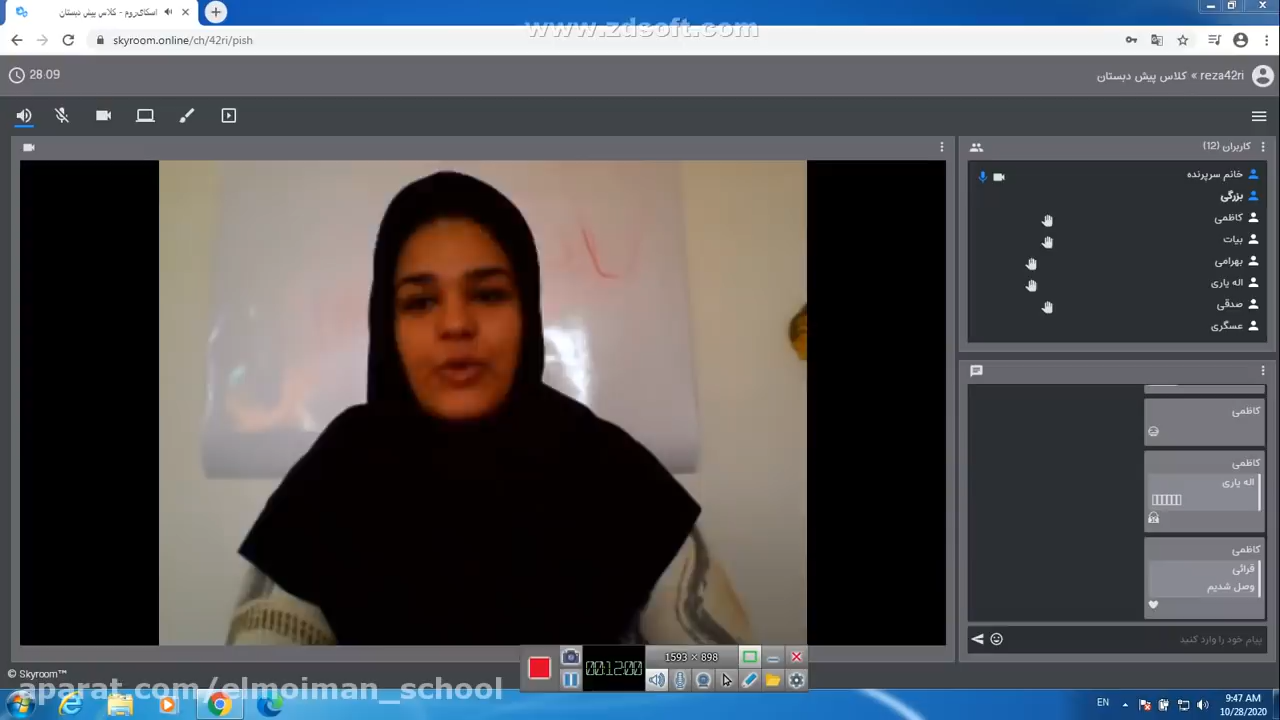 اسکای‌روم - کلاس پیش دبستان
www.zdsoft.com
skyroom.online/ch/42ri/pish
28:09
reza42ri » کلاس پیش دبستان
کاربران (12)
خانم سرپرنده
بزرگی
کاظمی
بیات
بهرامی
اله یاری
صدقی
عسگری
کاظمی
کاظمی
اله یاری
کاظمی
قرائی
وصل شدیم
پیام خود را وارد کنید
© Skyroom™
1593 × 898
00:12:00
aparat.com/elmoiman_school
EN
9:47 AM
10/28/2020